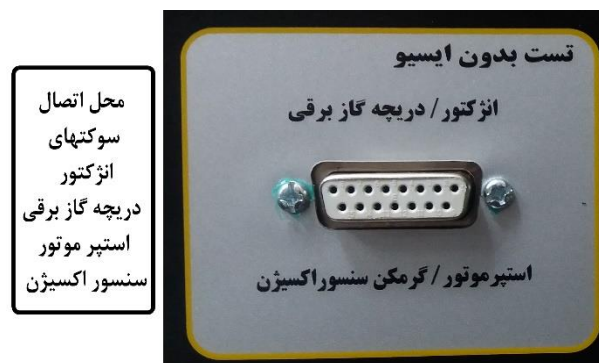 محل اتصال
سوکتهای
انژکتور
دریچه گاز برقی
استپر موتور
سنسور اکسیژن
تست بدون ایسیو
انژکتور / دریچه گاز برقی
استپرموتور / گرمکن سنسوراکسیژن